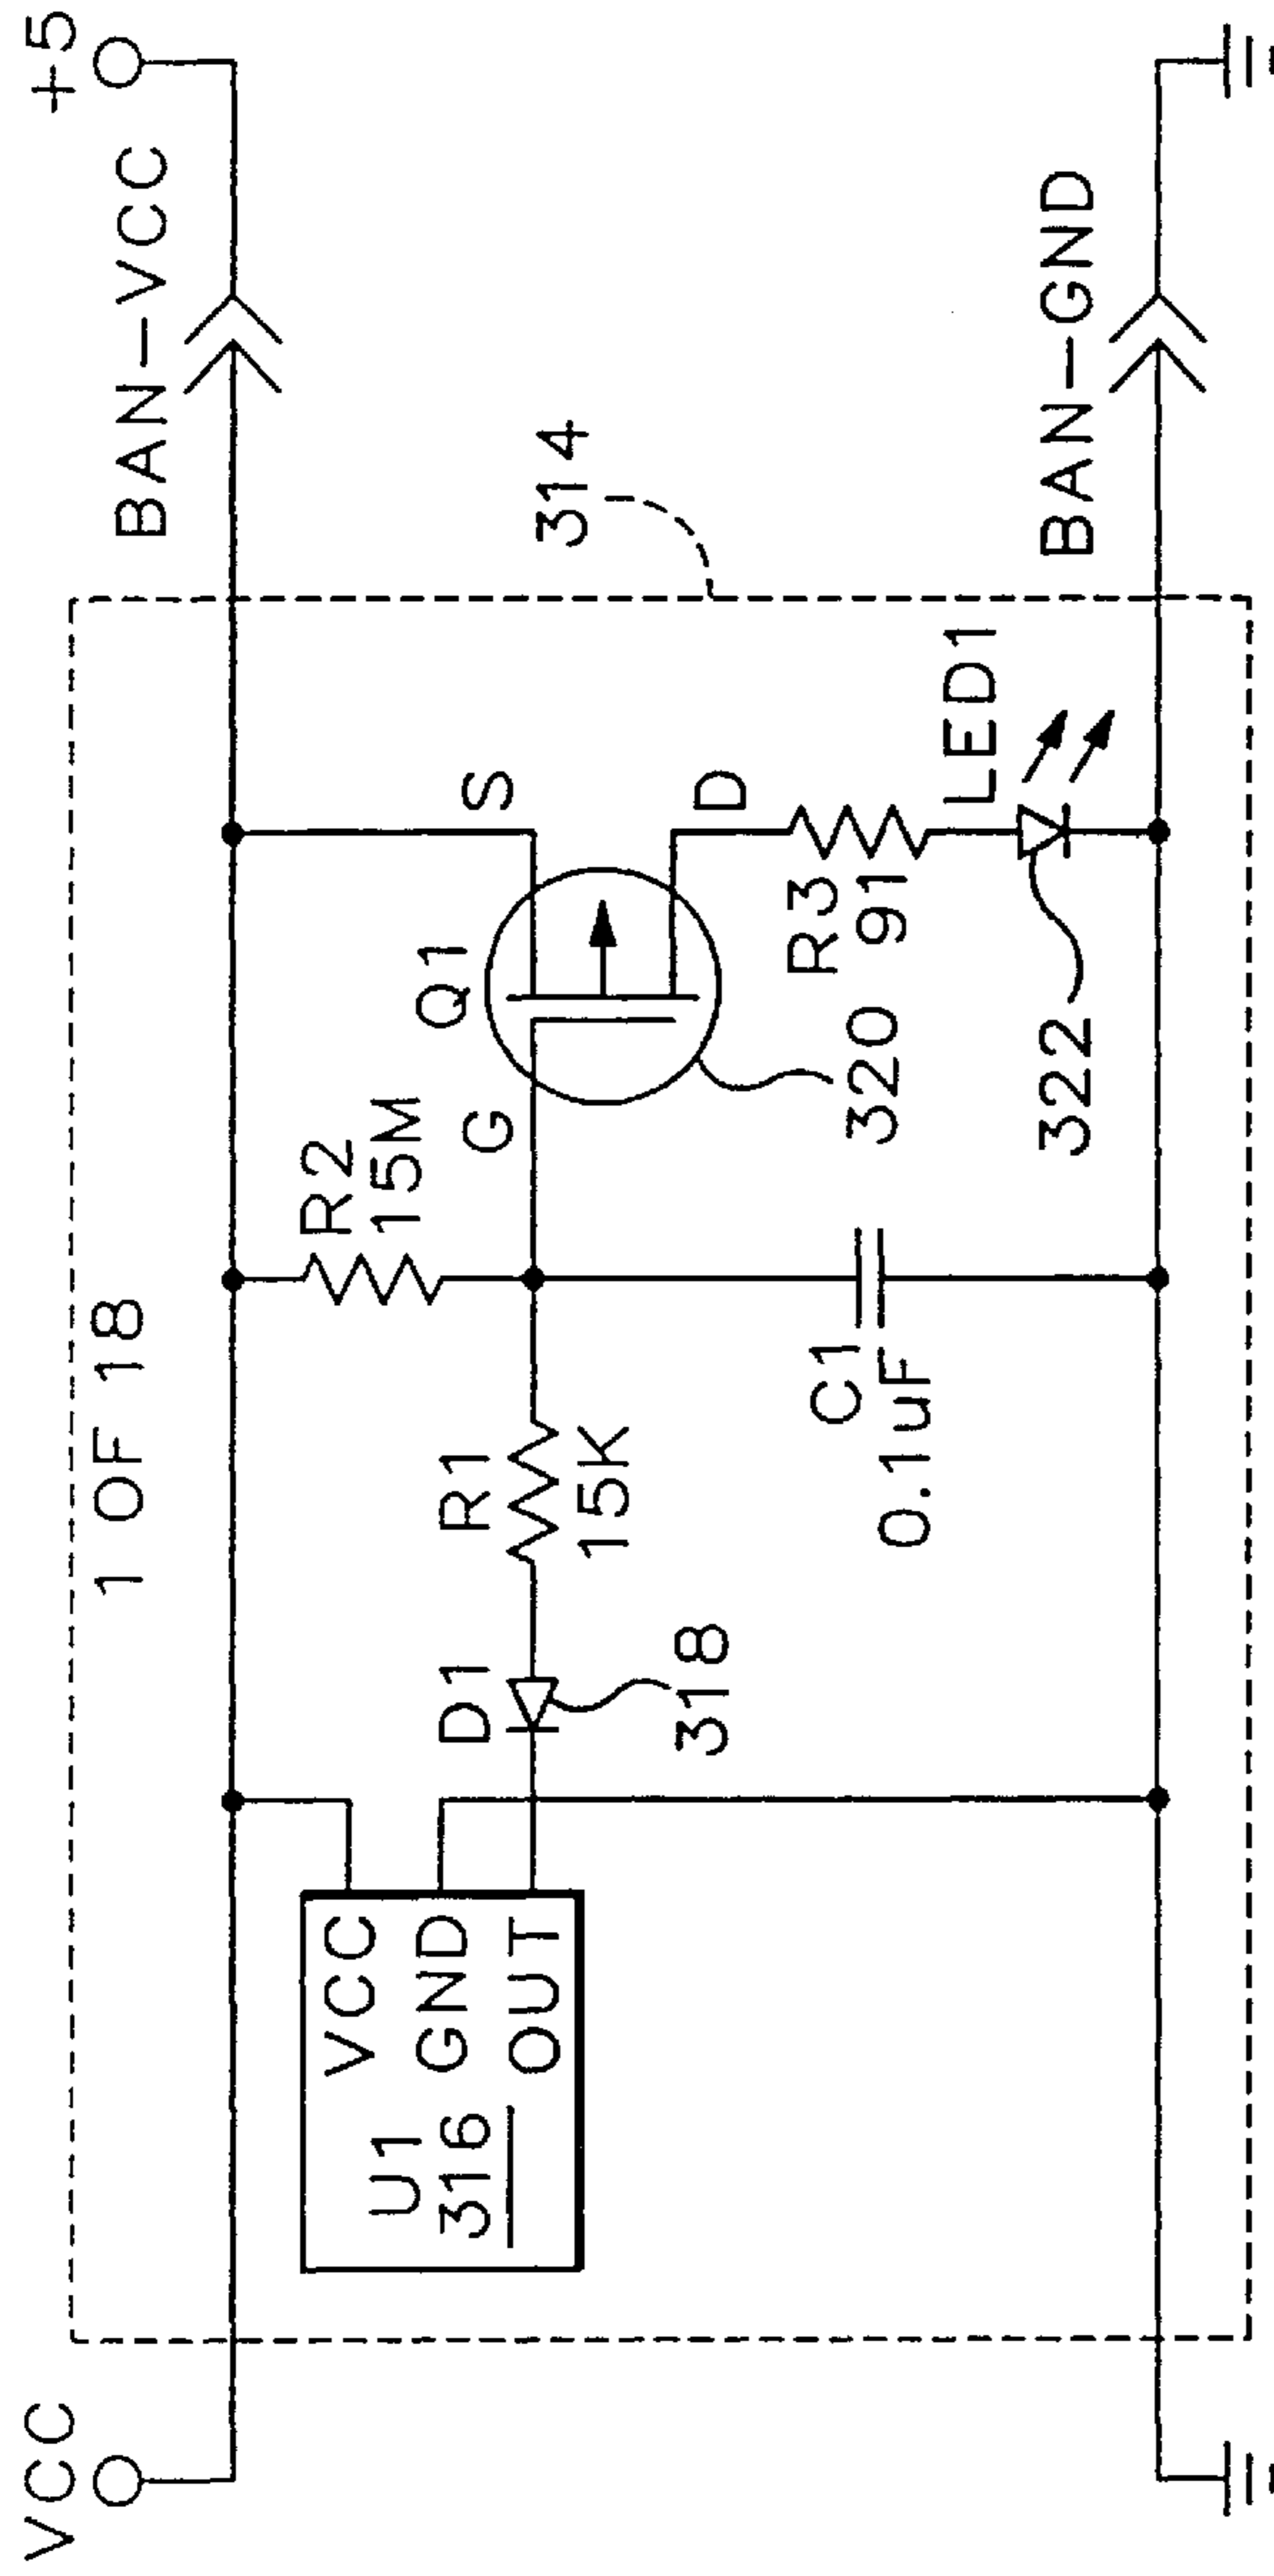 VCC
+5
1 OF 18
BAN-VCC
R2
15M
Q1
S
G
D
U1
316
VCC
GND
OUT
D1
318
R1
15K
314
R3
91
320
C1
0.1uF
LED1
322
BAN-GND